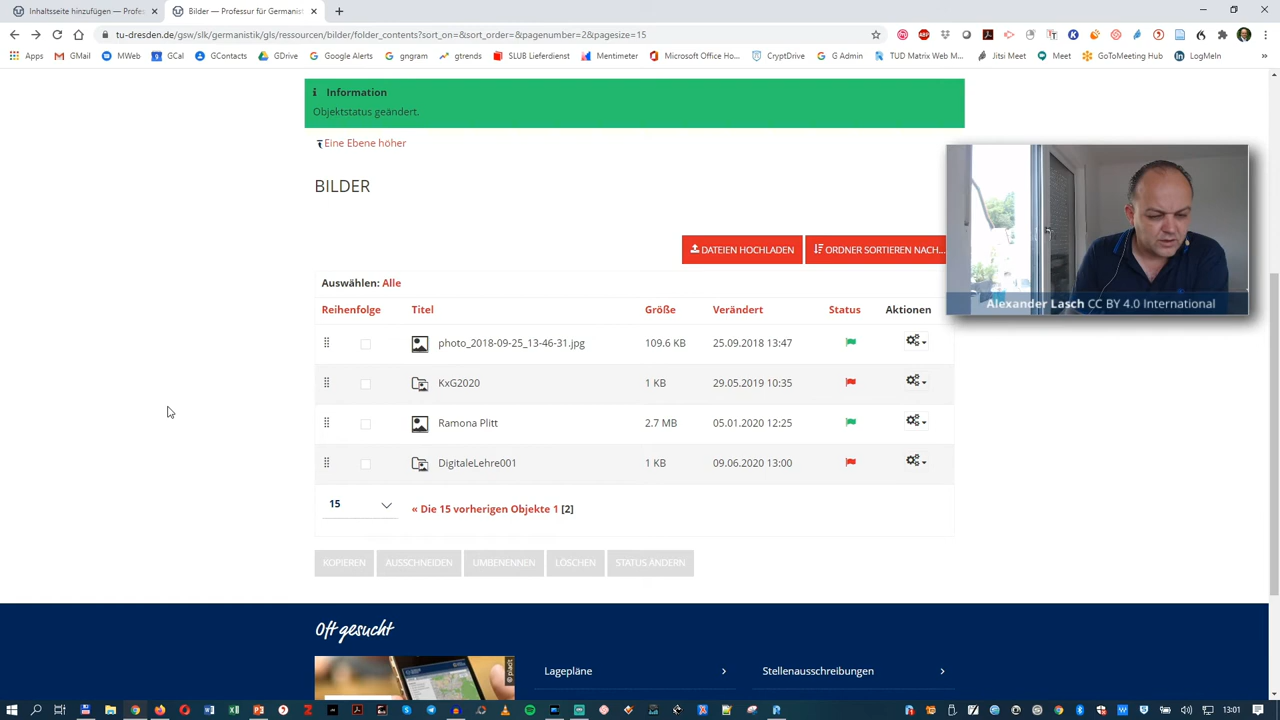 Inhaltsseite hinzufügen — Profes
Bilder — Professur für Germanist
tu-dresden.de/gsw/slk/germanistik/gls/ressourcen/bilder/folder_contents?sort_on=&sort_order=&pagenumber=2&pagesize=15
Apps GMail GCal GContacts GDrive Google Alerts gngram SLUB Lieferdienst Mentimeter Microsoft Office Ho... CryptDrive G Admin TUD Matrix Web M... Jitsi Meet Meet GoToMeeting Hub LogMeIn
Information
Objektstatus geändert.
Eine Ebene höher
BILDER
DATEIEN HOCHLADEN ORDNER SORTIEREN NACH...
Alexander Lasch CC BY 4.0 International
Auswählen: Alle
Reihenfolge Titel Größe Verändert Status Aktionen
photo_2018-09-25_13-46-31.jpg 109.6 KB 25.09.2018 13:47
KxG2020 1 KB 29.05.2019 10:35
Ramona Plitt 2.7 MB 05.01.2020 12:25
DigitaleLehre001 1 KB 09.06.2020 13:00
15 « Die 15 vorherigen Objekte 1 [2]
KOPIEREN AUSSCHNEIDEN UMBENENNEN LÖSCHEN STATUS ÄNDERN
Oft gesucht
Lagepläne Stellenausschreibungen
© placit
13:01